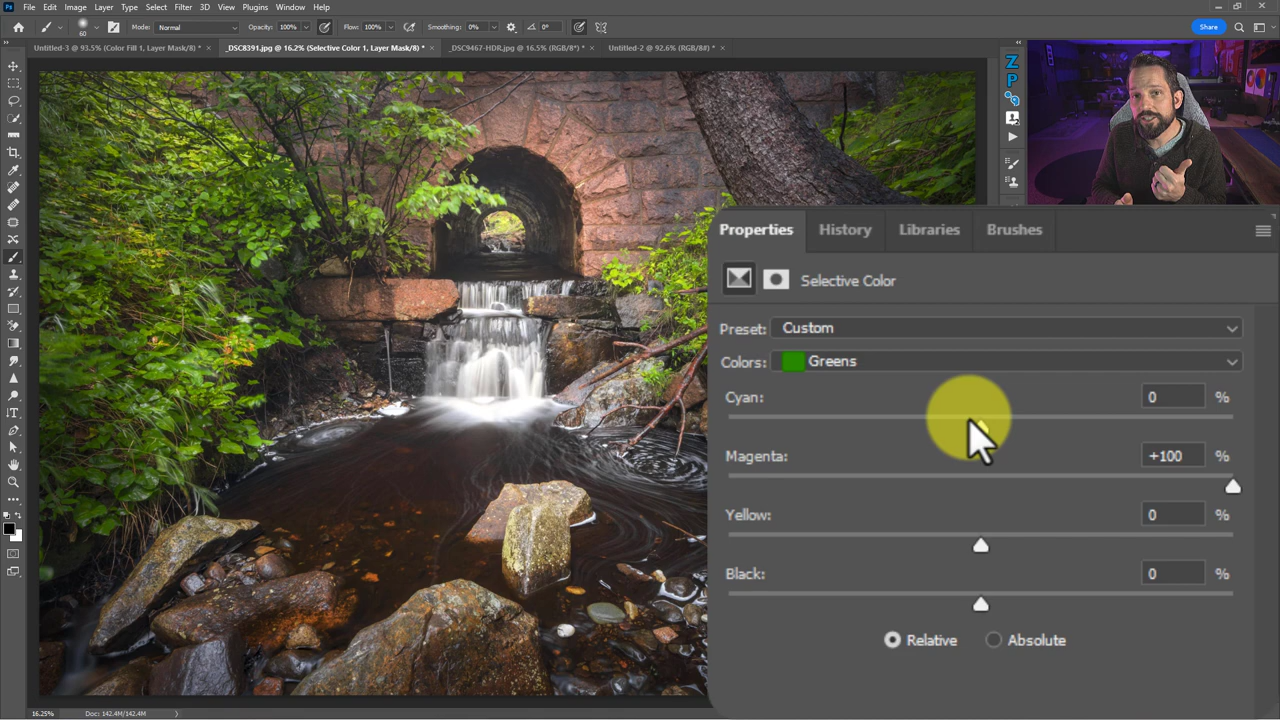 Ps File Edit Image Layer Type Select Filter 3D View Plugins Window Help
60 Mode: Normal Opacity: 100% Flow: 100% Smoothing: 0% 0° Share
Untitled-3 @ 93.5% (Color Fill 1, Layer Mask/8) * × _DSC8391.jpg @ 16.2% (Selective Color 1, Layer Mask/8) * × _DSC9467-HDR.jpg @ 16.5% (RGB/8*) * × Untitled-2 @ 92.6% (RGB/8#) * ×
Z
P
Properties History Libraries Brushes
Selective Color
Preset: Custom
Colors: Greens
Cyan: 0 %
Magenta: +100 %
Yellow: 0 %
Black: 0 %
Relative Absolute
16.25% Doc: 142.4M/142.4M